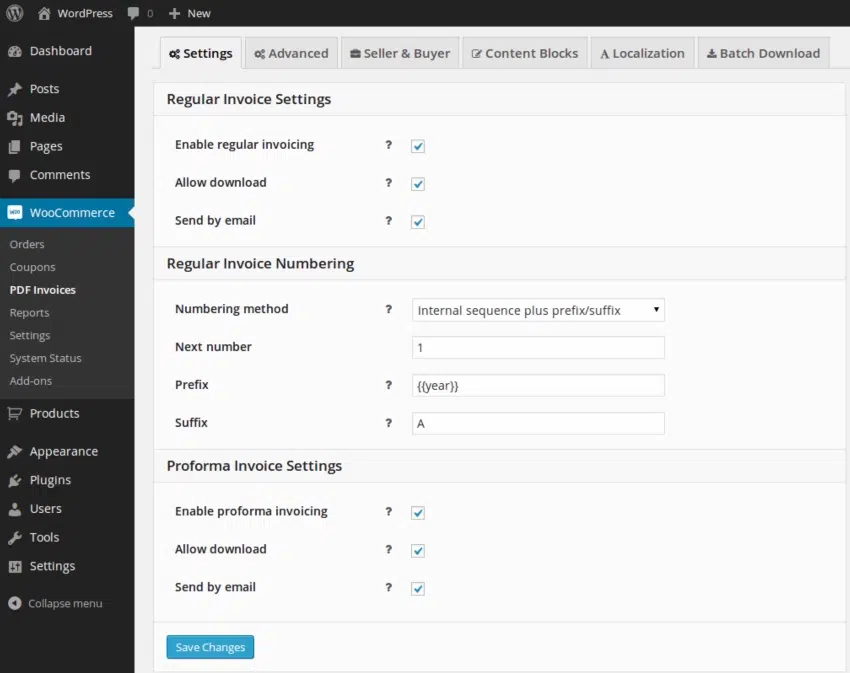 WordPress 0 New
Dashboard
Posts
Media
Pages
Comments
WooCommerce
Orders
Coupons
PDF Invoices
Reports
Settings
System Status
Add-ons
Products
Appearance
Plugins
Users
Tools
Settings
Collapse menu
Settings Advanced Seller & Buyer Content Blocks Localization Batch Download
Regular Invoice Settings
Enable regular invoicing ?
Allow download ?
Send by email ?
Regular Invoice Numbering
Numbering method ? Internal sequence plus prefix/suffix
Next number 1
Prefix ? {{year}}
Suffix ? A
Proforma Invoice Settings
Enable proforma invoicing ?
Allow download ?
Send by email ?
Save Changes